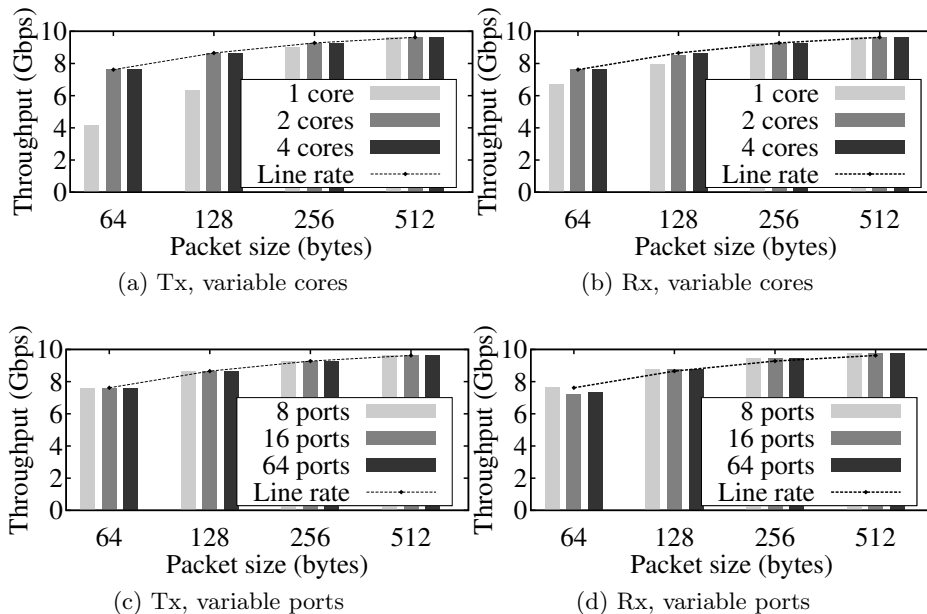 Throughput (Gbps)
10
8
6
4
2
0
1 core
2 cores
4 cores
Line rate
64 128 256 512
Packet size (bytes)
(a) Tx, variable cores
Throughput (Gbps)
10
8
6
4
2
0
1 core
2 cores
4 cores
Line rate
64 128 256 512
Packet size (bytes)
(b) Rx, variable cores
Throughput (Gbps)
10
8
6
4
2
0
8 ports
16 ports
64 ports
Line rate
64 128 256 512
Packet size (bytes)
(c) Tx, variable ports
Throughput (Gbps)
10
8
6
4
2
0
8 ports
16 ports
64 ports
Line rate
64 128 256 512
Packet size (bytes)
(d) Rx, variable ports